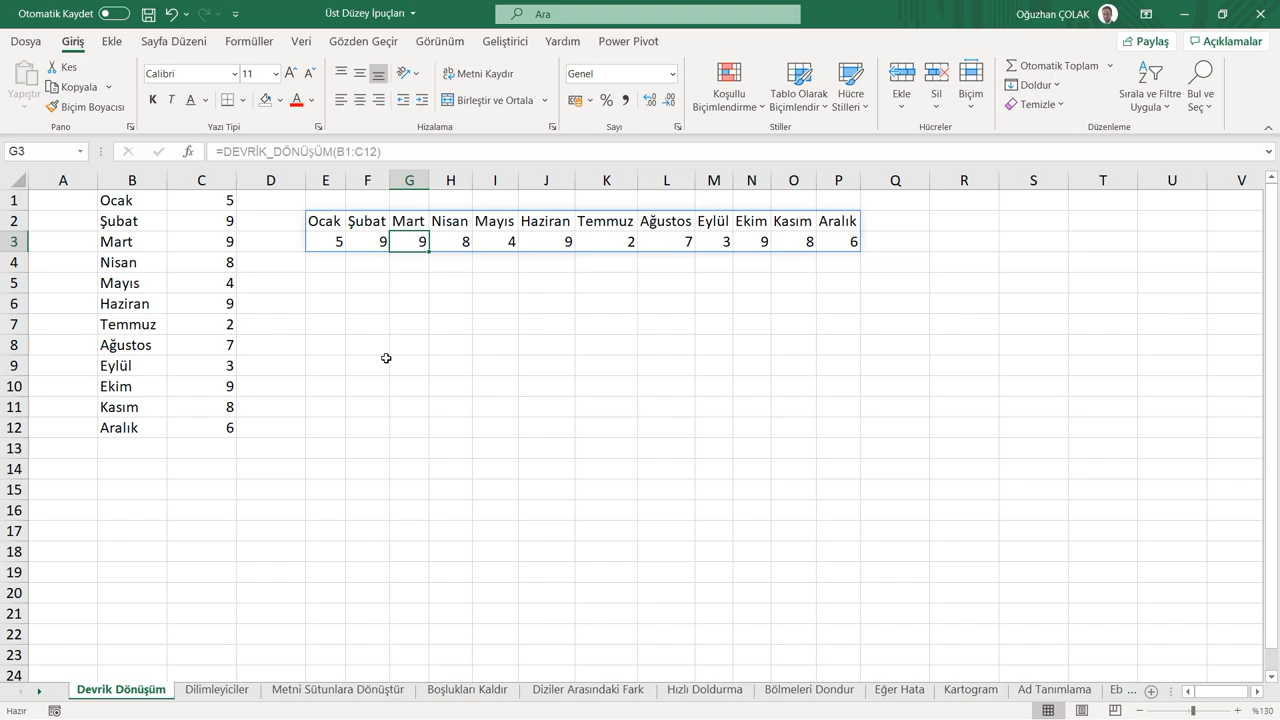 Otomatik Kaydet
Üst Düzey İpuçları
Ara
Oğuzhan ÇOLAK
Dosya Giriş Ekle Sayfa Düzeni Formüller Veri Gözden Geçir Görünüm Geliştirici Yardım Power Pivot
Paylaş Açıklamalar
Yapıştır
Kes
Kopyala
Biçim Boyacısı
Pano
Calibri 11
K T A A
Yazı Tipi
Metni Kaydır
Birleştir ve Ortala
Hizalama
Genel
% ,
Sayı
Koşullu Biçimlendirme
Tablo Olarak Biçimlendir
Hücre Stilleri
Stiller
Ekle Sil Biçim
Hücreler
Otomatik Toplam
Doldur
Temizle
Sırala ve Filtre Uygula
Bul ve Seç
Düzenleme
G3 fx =DEVRİK_DÖNÜŞÜM(B1:C12)
A B C D E F G H I J K L M N O P Q R S T U V
1 Ocak 5
2 Şubat 9 Ocak Şubat Mart Nisan Mayıs Haziran Temmuz Ağustos Eylül Ekim Kasım Aralık
3 Mart 9 5 9 9 8 4 9 2 7 3 9 8 6
4 Nisan 8
5 Mayıs 4
6 Haziran 9
7 Temmuz 2
8 Ağustos 7
9 Eylül 3
10 Ekim 9
11 Kasım 8
12 Aralık 6
13
14
15
16
17
18
19
20
21
22
23
24
Devrik Dönüşüm Dilimleyiciler Metni Sütunlara Dönüştür Boşlukları Kaldır Diziler Arasındaki Fark Hızlı Doldurma Bölmeleri Dondur Eğer Hata Kartogram Ad Tanımlama Eb ...
Hazır
%130